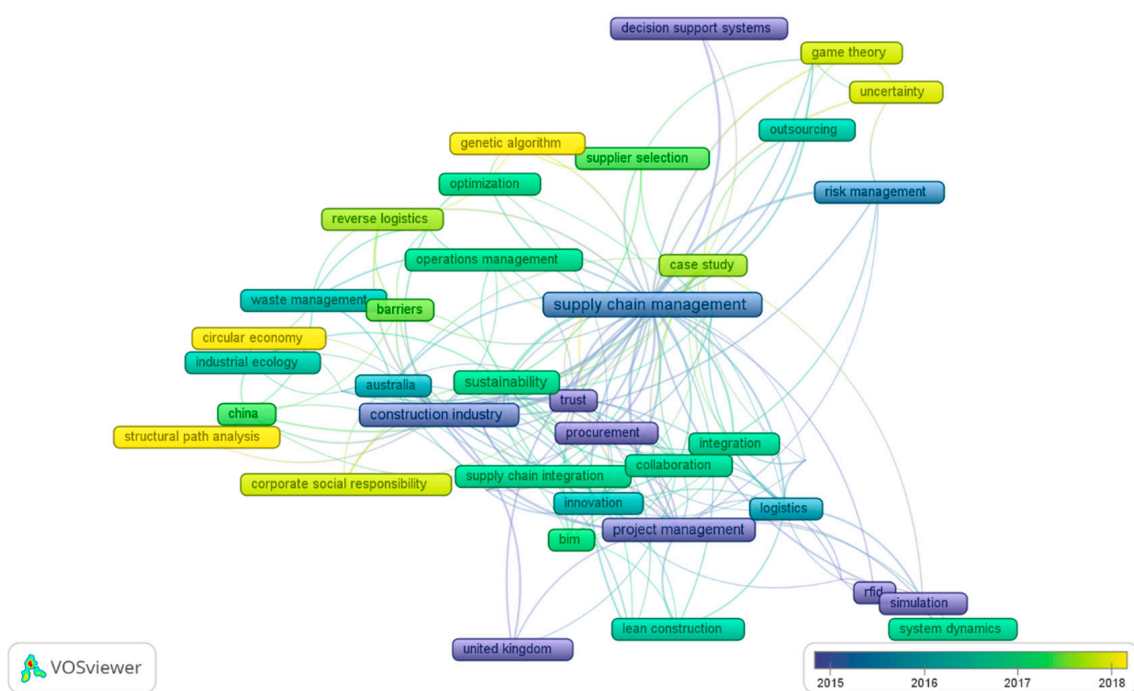 decision support systems
game theory
uncertainty
outsourcing
genetic algorithm
supplier selection
optimization
risk management
reverse logistics
operations management
case study
waste management
barriers
supply chain management
circular economy
industrial ecology
australia
sustainability
trust
china
construction industry
structural path analysis
procurement
integration
collaboration
corporate social responsibility
supply chain integration
innovation
logistics
project management
bim
rfid
simulation
lean construction
system dynamics
united kingdom
VOSviewer
2015 2016 2017 2018